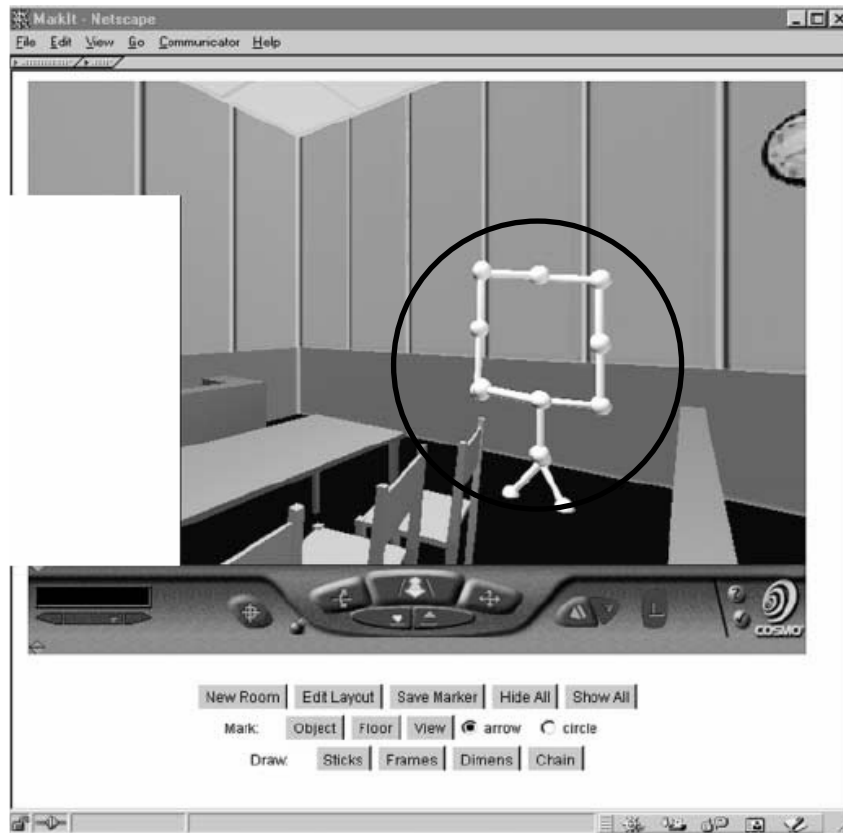 MarkIt - Netscape
File Edit View Go Communicator Help
COSMO
New Room Edit Layout Save Marker Hide All Show All
Mark: Object Floor View arrow circle
Draw: Sticks Frames Dimens Chain